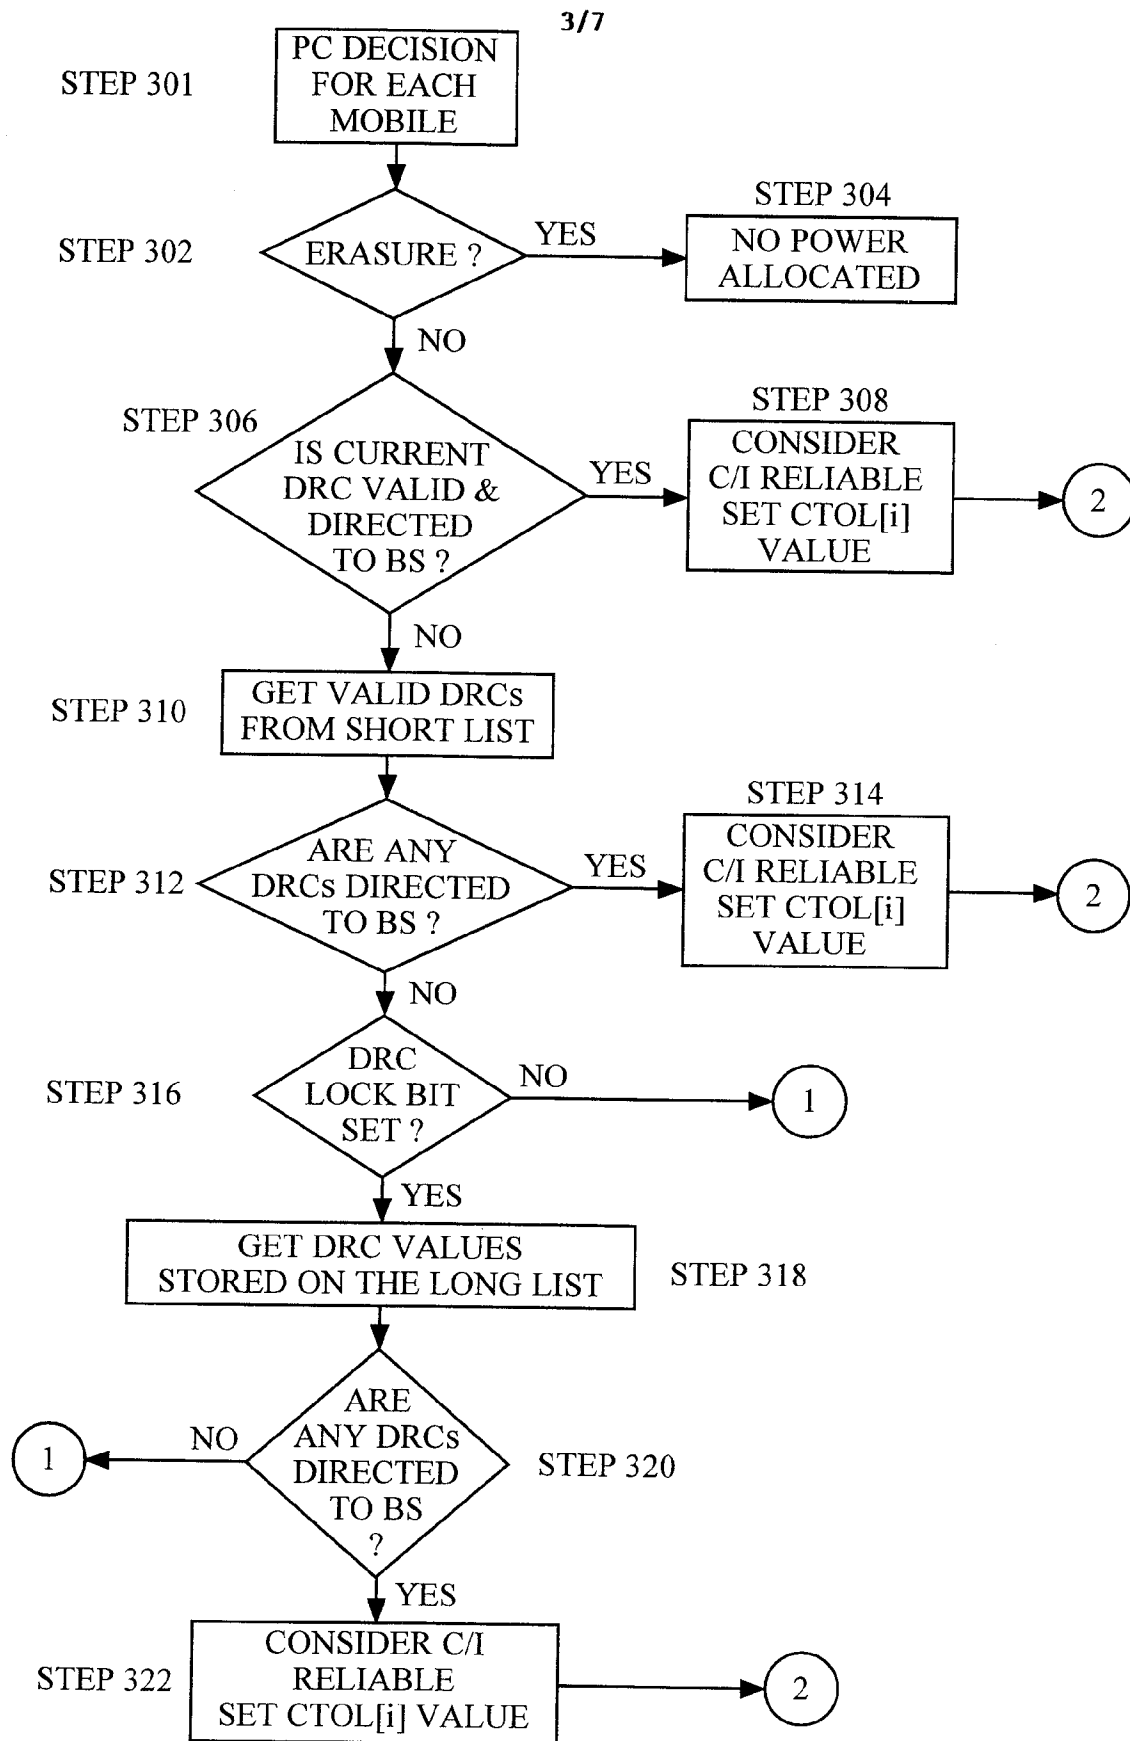 3/7
STEP 301
PC DECISION
FOR EACH
MOBILE
STEP 302
ERASURE ?
YES
STEP 304
NO POWER
ALLOCATED
NO
STEP 306
IS CURRENT
DRC VALID &
DIRECTED
TO BS ?
YES
STEP 308
CONSIDER
C/I RELIABLE
SET CTOL[i]
VALUE
2
NO
STEP 310
GET VALID DRCs
FROM SHORT LIST
STEP 312
ARE ANY
DRCs DIRECTED
TO BS ?
YES
STEP 314
CONSIDER
C/I RELIABLE
SET CTOL[i]
VALUE
2
NO
STEP 316
DRC
LOCK BIT
SET ?
NO
1
YES
GET DRC VALUES
STORED ON THE LONG LIST
STEP 318
1
NO
ARE
ANY DRCs
DIRECTED
TO BS
?
STEP 320
YES
STEP 322
CONSIDER C/I
RELIABLE
SET CTOL[i] VALUE
2